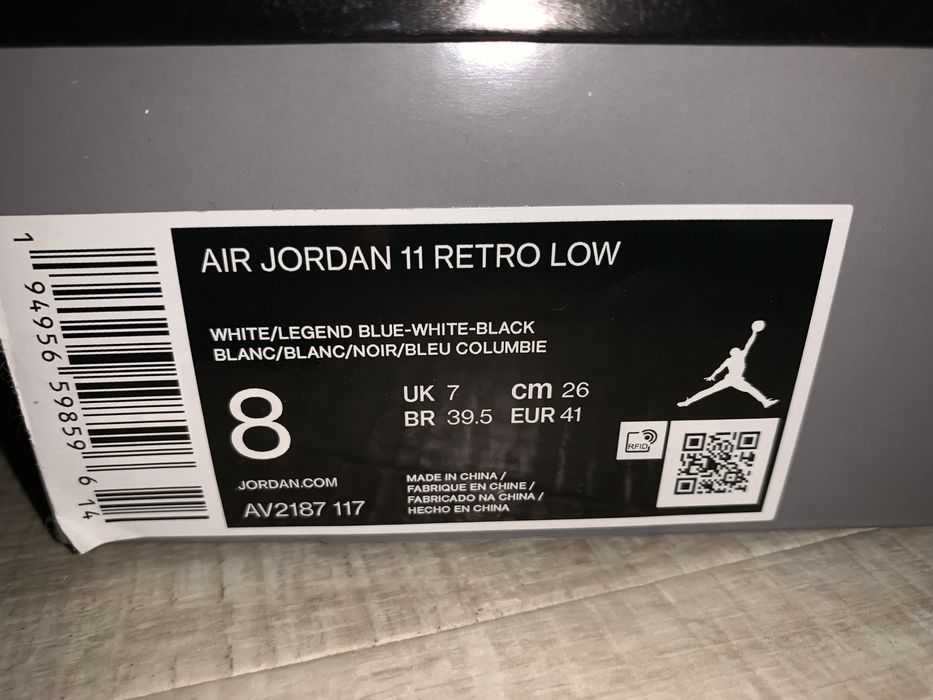 AIR JORDAN 11 RETRO LOW
WHITE/LEGEND BLUE-WHITE-BLACK
BLANC/BLANC/NOIR/BLEU COLUMBIE
8
UK 7 cm 26
BR 39.5 EUR 41
RFID
JORDAN.COM
AV2187 117
MADE IN CHINA /
FABRIQUE EN CHINE /
FABRICADO NA CHINA /
HECHO EN CHINA
1 94956 59859 6 14